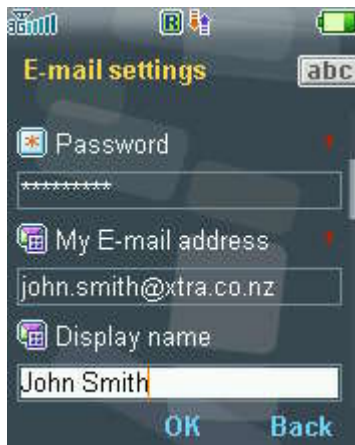 R
E-mail settings abc
Password
*********
My E-mail address
john.smith@xtra.co.nz
Display name
John Smith
OK Back